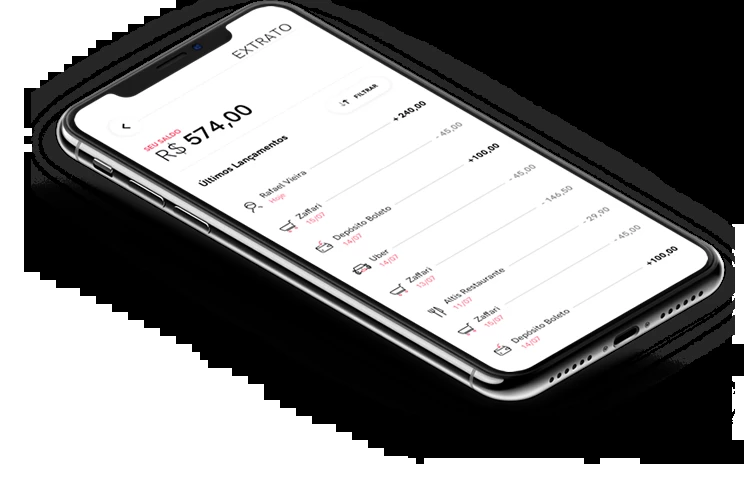 EXTRATO
SEU SALDO
R$ 574,00
FILTRAR
Últimos Lançamentos
Rafael Vieira + 240,00
Hoje
Zaffari - 45,00
15/07
Depósito Boleto +100,00
14/07
Uber - 45,00
14/07
Zaffari - 146,50
13/07
Altis Restaurante - 29,90
11/07
Zaffari - 45,00
15/07
Depósito Boleto +100,00
14/07